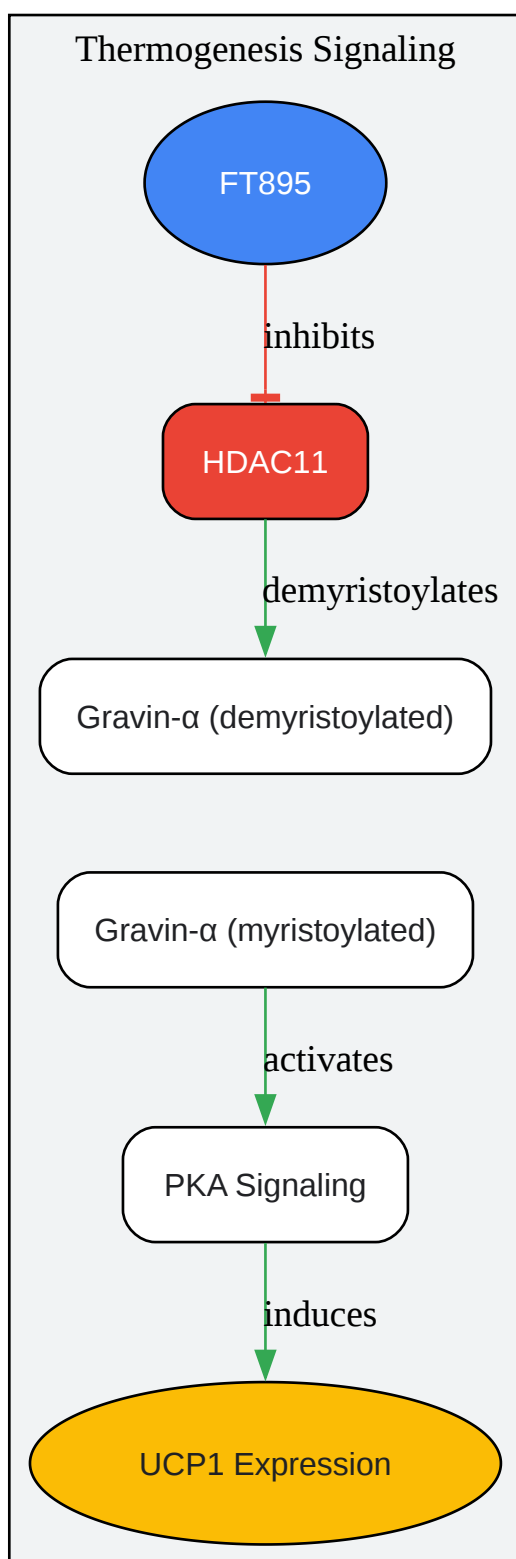 Thermogenesis Signaling
FT895
inhibits
HDAC11
demyristoylates
Gravin-α (demyristoylated)
Gravin-α (myristoylated)
activates
PKA Signaling
induces
UCP1 Expression